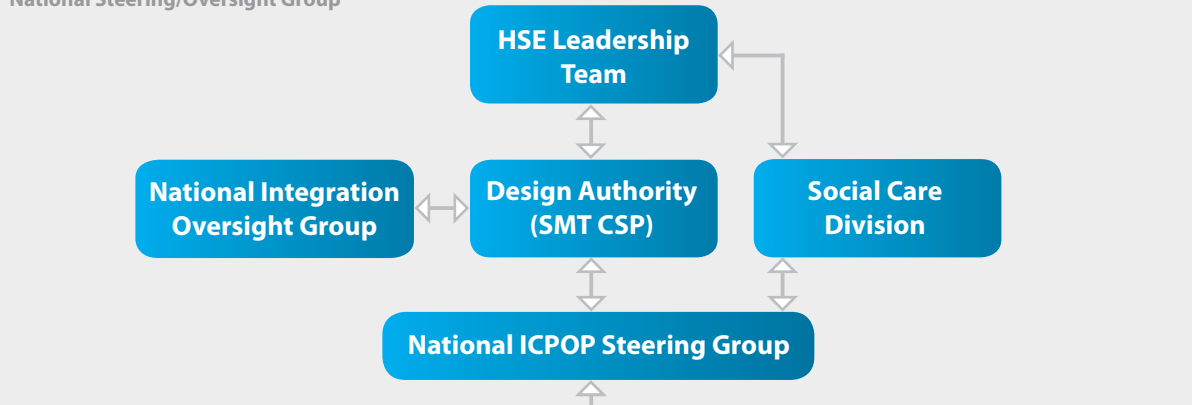 National Steering/Oversight Group
HSE Leadership
Team
National Integration
Oversight Group
Design Authority
(SMT CSP)
Social Care
Division
National ICPOP Steering Group